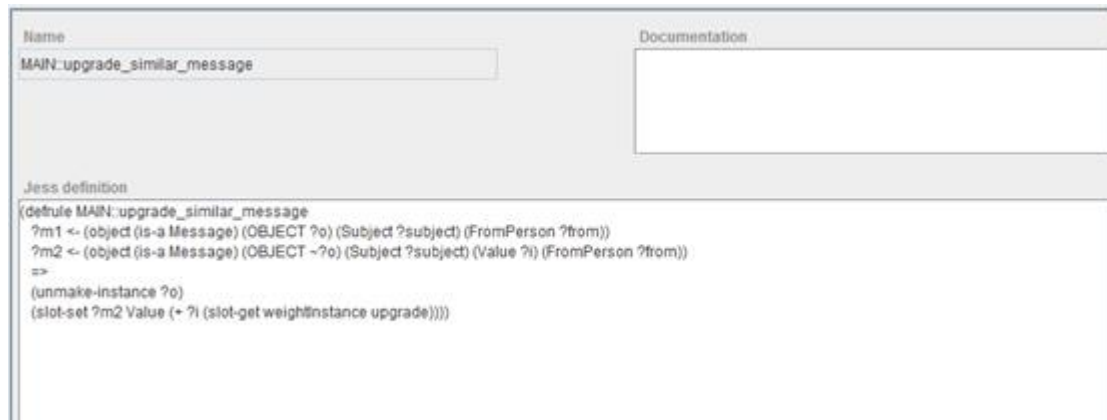 Name
Documentation
MAIN::upgrade_similar_message
Jess definition
(defrule MAIN::upgrade_similar_message
?m1 <- (object (is-a Message) (OBJECT ?o) (Subject ?subject) (FromPerson ?from))
?m2 <- (object (is-a Message) (OBJECT ~?o) (Subject ?subject) (Value ?i) (FromPerson ?from))
=>
(unmake-instance ?o)
(slot-set ?m2 Value (+ ?i (slot-get weightInstance upgrade))))